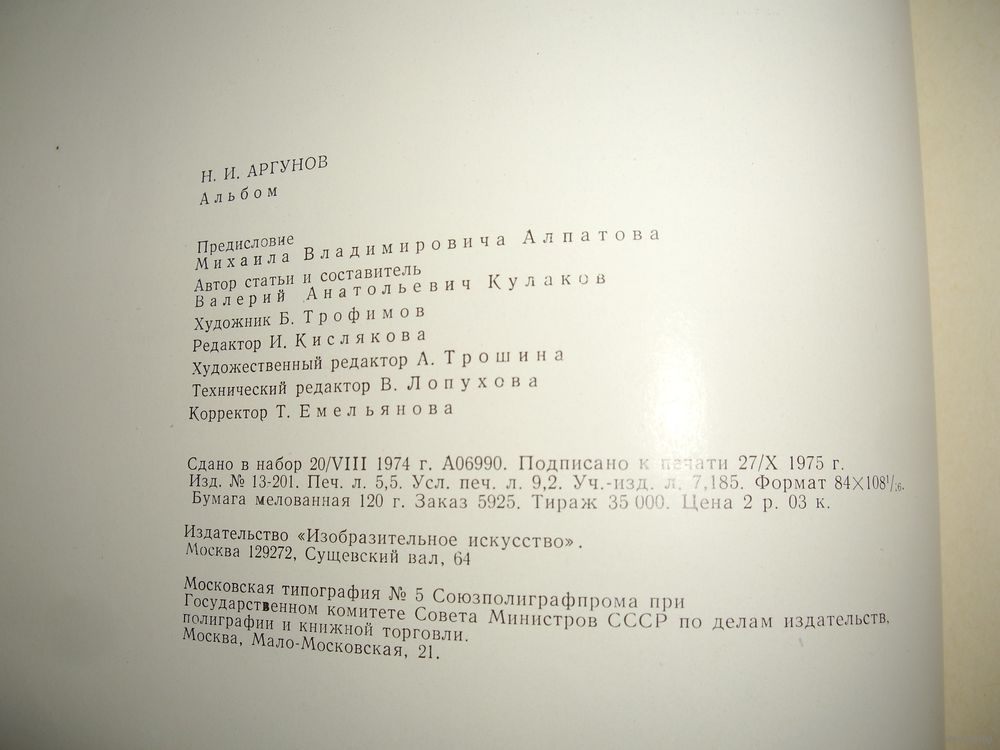 Н. И. АРГУНОВ
Альбом
Предисловие
Михаила Владимировича Алпатова
Автор статьи и составитель
Валерий Анатольевич Кулаков
Художник Б. Трофимов
Редактор И. Кислякова
Художественный редактор А. Трошина
Технический редактор В. Лопухова
Корректор Т. Емельянова
Сдано в набор 20/VIII 1974 г. А06990. Подписано к печати 27/X 1975 г.
Изд. № 13-201. Печ. л. 5,5. Усл. печ. л. 9,2. Уч.-изд. л. 7,185. Формат 84×108¹/₁₆.
Бумага мелованная 120 г. Заказ 5925. Тираж 35 000. Цена 2 р. 03 к.
Издательство «Изобразительное искусство».
Москва 129272, Сущевский вал, 64
Московская типография № 5 Союзполиграфпрома при
Государственном комитете Совета Министров СССР по делам издательств,
полиграфии и книжной торговли.
Москва, Мало-Московская, 21.